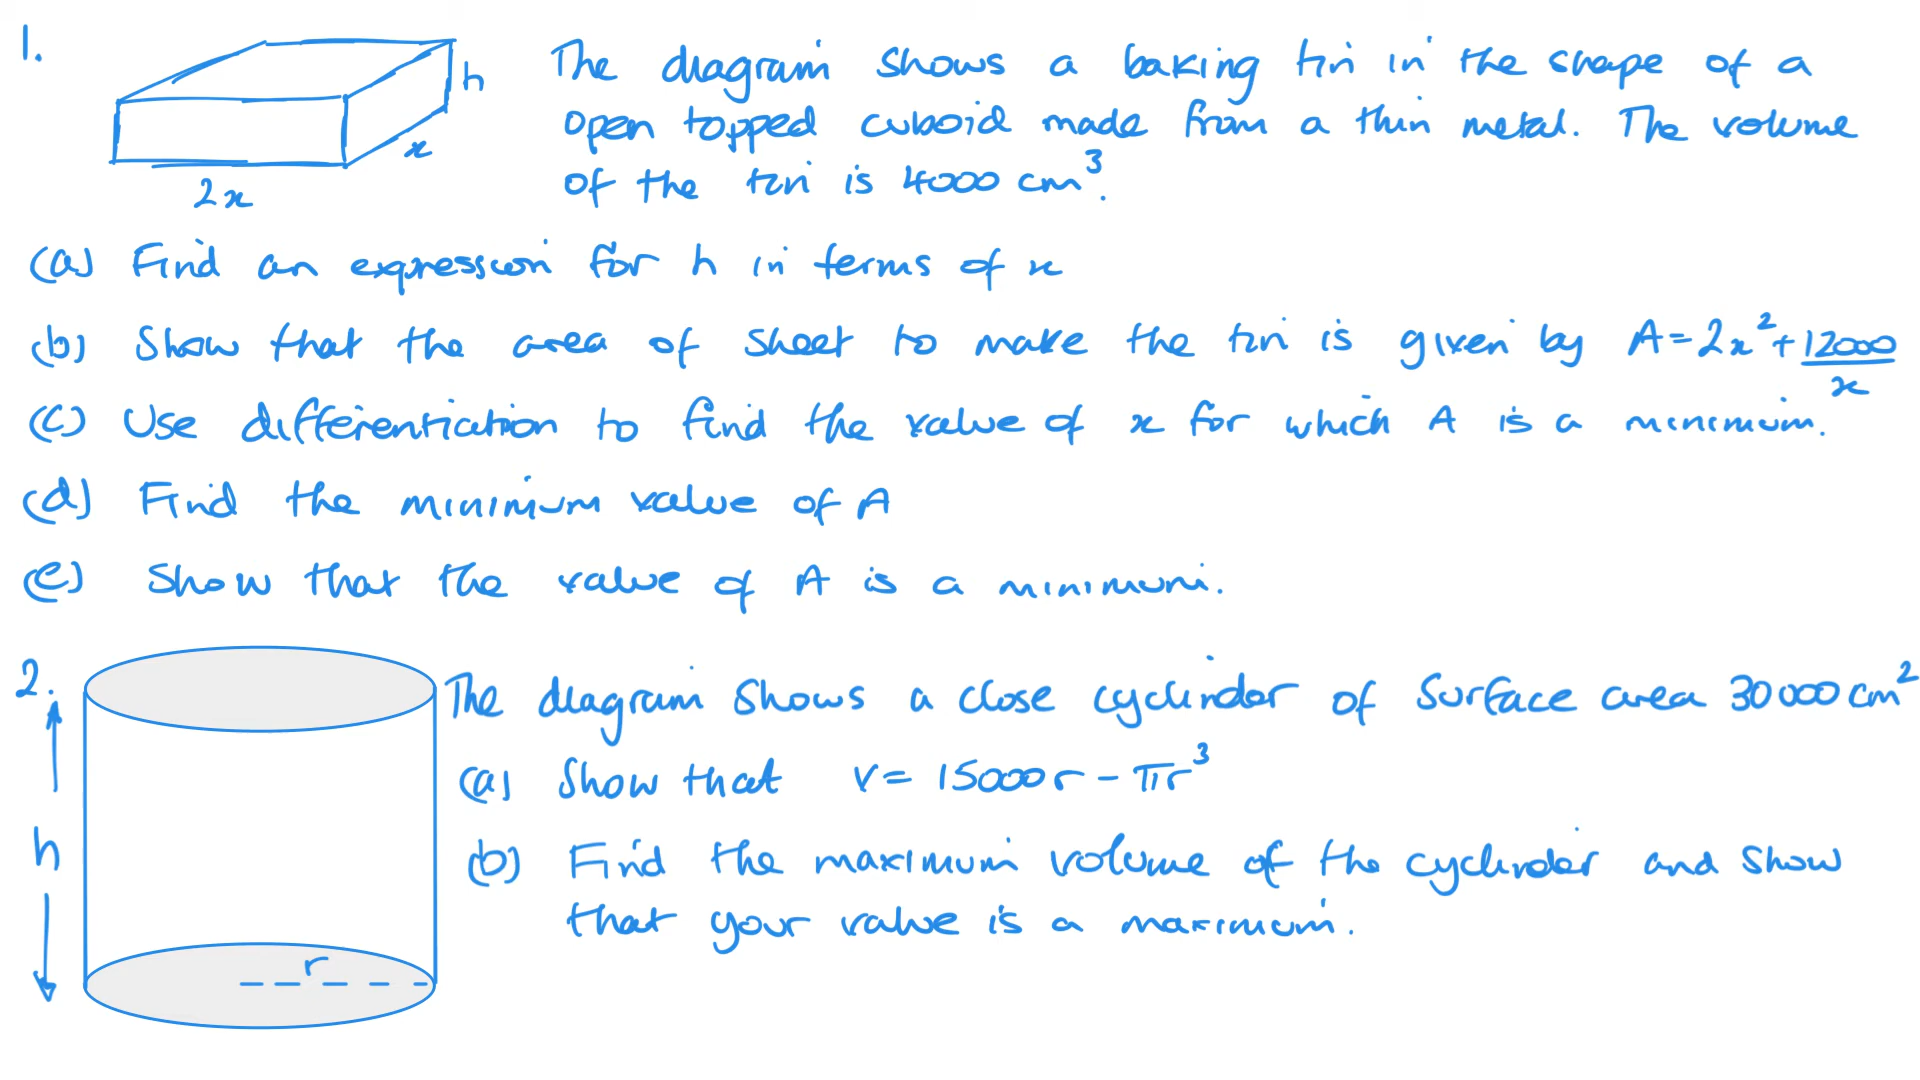 1.
h
x
2x
The diagram shows a baking tin in the shape of a
open topped cuboid made from a thin metal. The volume
of the tin is 4000 cm³.
(a) Find an expression for h in terms of x
(b) Show that the area of sheet to make the tin is given by A = 2x² + 12000/x
(c) Use differentiation to find the value of x for which A is a minimum.
(d) Find the minimum value of A
(e) Show that the value of A is a minimum.
2.
h
r
The diagram shows a close cyclinder of surface area 30000 cm²
(a) Show that V = 15000r - πr³
(b) Find the maximum volume of the cyclinder and show
that your value is a maximum.